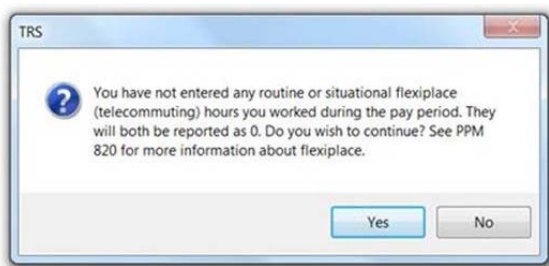 TRS
You have not entered any routine or situational flexiplace
(telecommuting) hours you worked during the pay period. They
will both be reported as 0. Do you wish to continue? See PPM
820 for more information about flexiplace.
Yes No